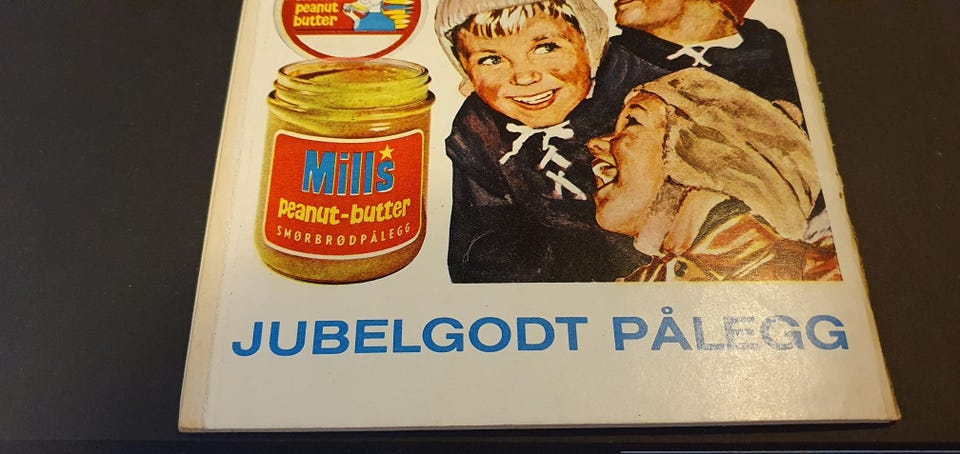 peanut
butter
Mills
peanut-butter
SMØRBRØDPÅLEGG
JUBELGODT PÅLEGG